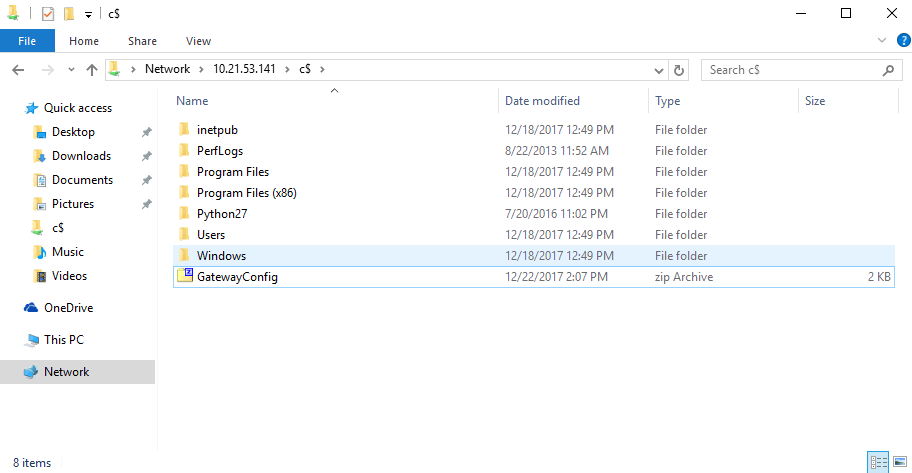 c$
File Home Share View
Network 10.21.53.141 c$ Search c$
Name Date modified Type Size
Quick access
Desktop
Downloads
Documents
Pictures
c$
Music
Videos
OneDrive
This PC
Network
inetpub 12/18/2017 12:49 PM File folder
PerfLogs 8/22/2013 11:52 AM File folder
Program Files 12/18/2017 12:49 PM File folder
Program Files (x86) 12/18/2017 12:49 PM File folder
Python27 7/20/2016 11:02 PM File folder
Users 12/18/2017 12:49 PM File folder
Windows 12/18/2017 12:49 PM File folder
GatewayConfig 12/22/2017 2:07 PM zip Archive 2 KB
8 items